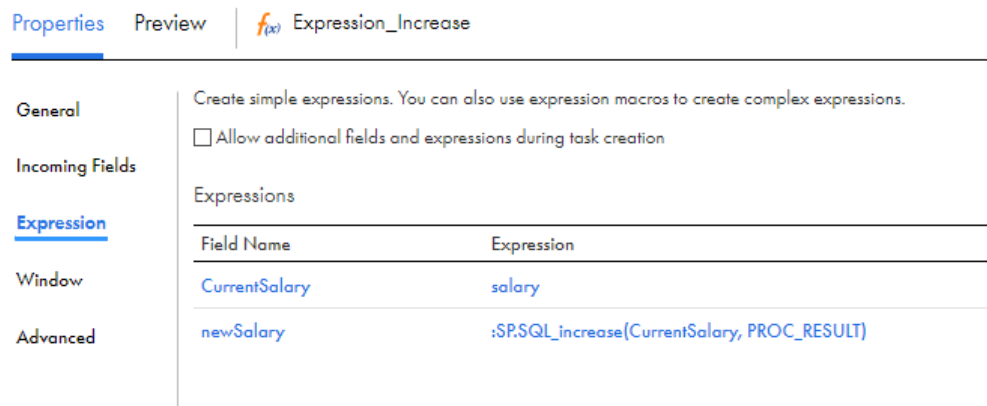 Properties Preview f(x) Expression_Increase
General
Incoming Fields
Expression
Window
Advanced
Create simple expressions. You can also use expression macros to create complex expressions.
Allow additional fields and expressions during task creation
Expressions
Field Name Expression
CurrentSalary salary
newSalary :SP.SQL_increase(CurrentSalary, PROC_RESULT)